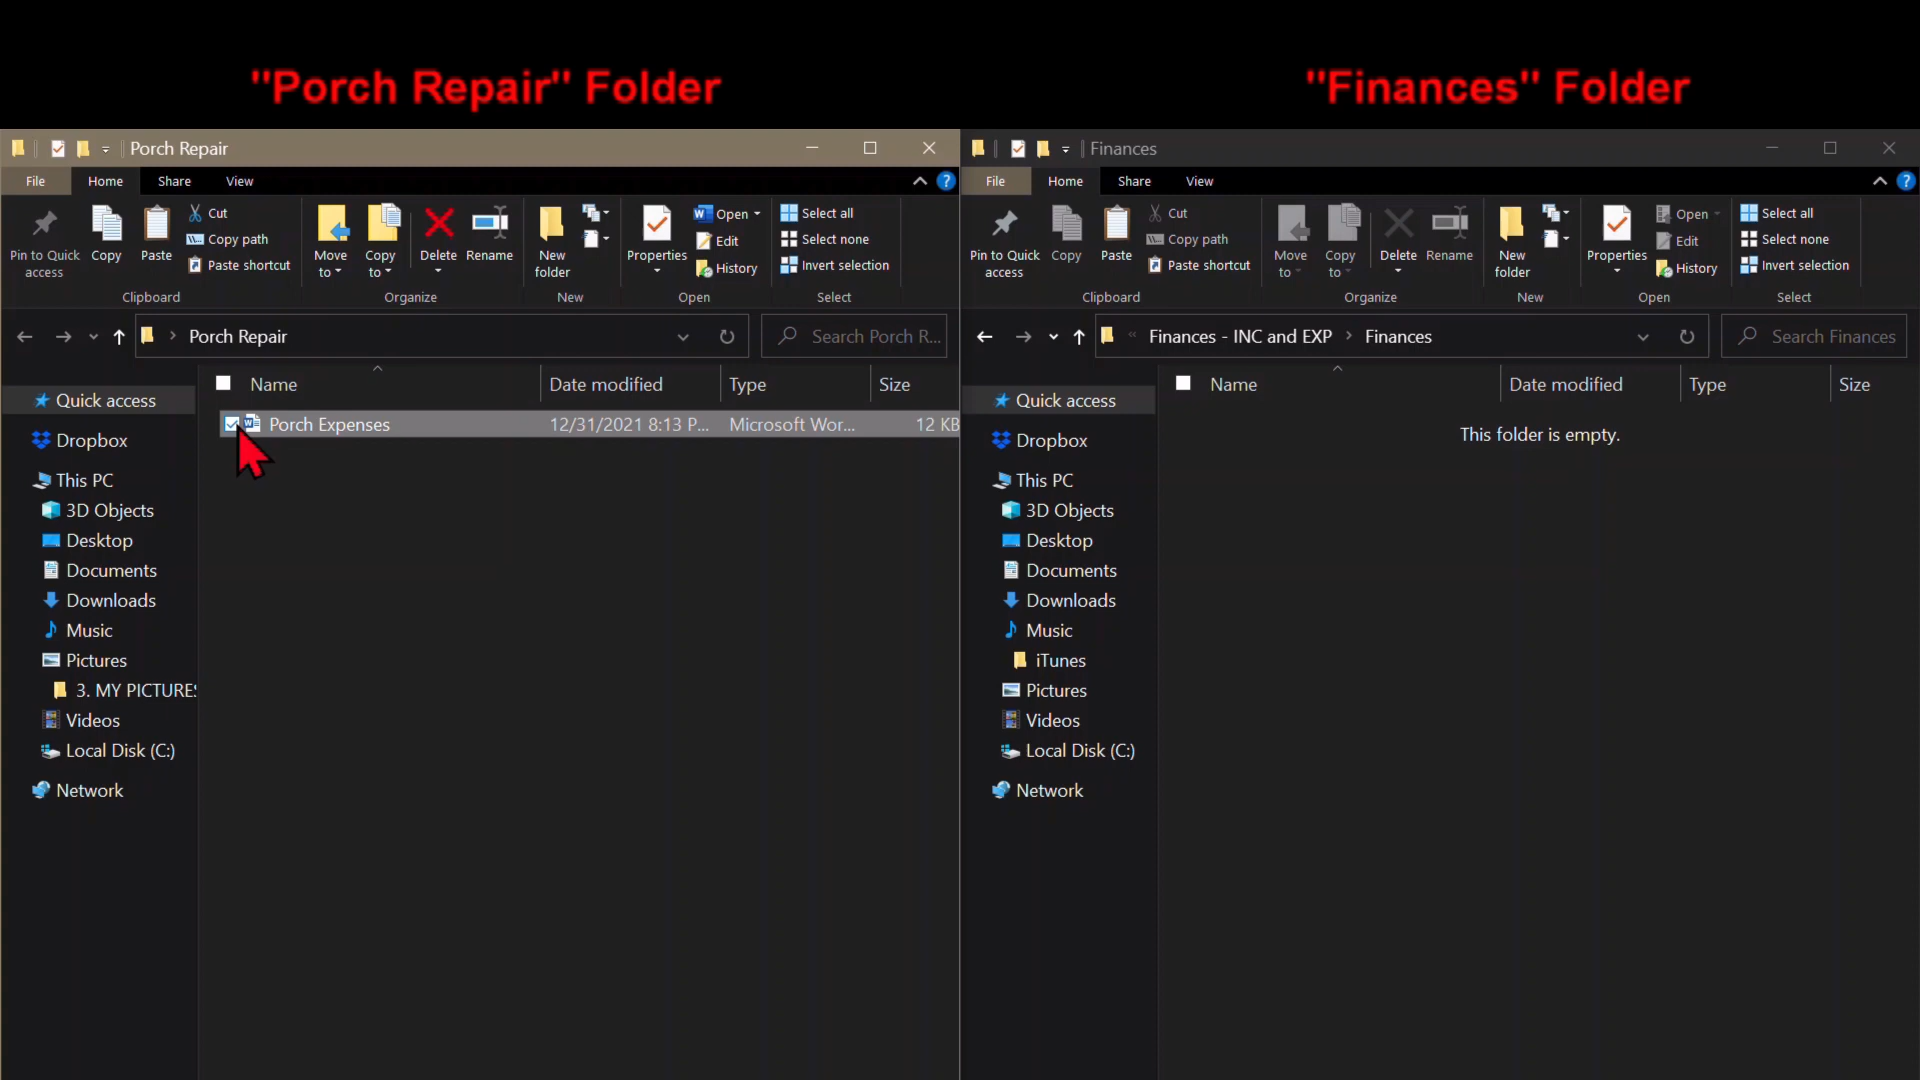 "Porch Repair" Folder
"Finances" Folder
Porch Repair
File Home Share View
Pin to Quick access
Copy
Paste
Cut
Copy path
Paste shortcut
Clipboard
Move to
Copy to
Delete
Rename
Organize
New folder
New
Properties
Open
Edit
History
Open
Select all
Select none
Invert selection
Select
Porch Repair
Search Porch R...
Name Date modified Type Size
Porch Expenses 12/31/2021 8:13 P... Microsoft Wor... 12 KB
Quick access
Dropbox
This PC
3D Objects
Desktop
Documents
Downloads
Music
Pictures
3. MY PICTURES
Videos
Local Disk (C:)
Network
Finances
File Home Share View
Pin to Quick access
Copy
Paste
Cut
Copy path
Paste shortcut
Clipboard
Move to
Copy to
Delete
Rename
Organize
New folder
New
Properties
Open
Edit
History
Open
Select all
Select none
Invert selection
Select
Finances - INC and EXP Finances
Search Finances
Name Date modified Type Size
This folder is empty.
Quick access
Dropbox
This PC
3D Objects
Desktop
Documents
Downloads
Music
iTunes
Pictures
Videos
Local Disk (C:)
Network